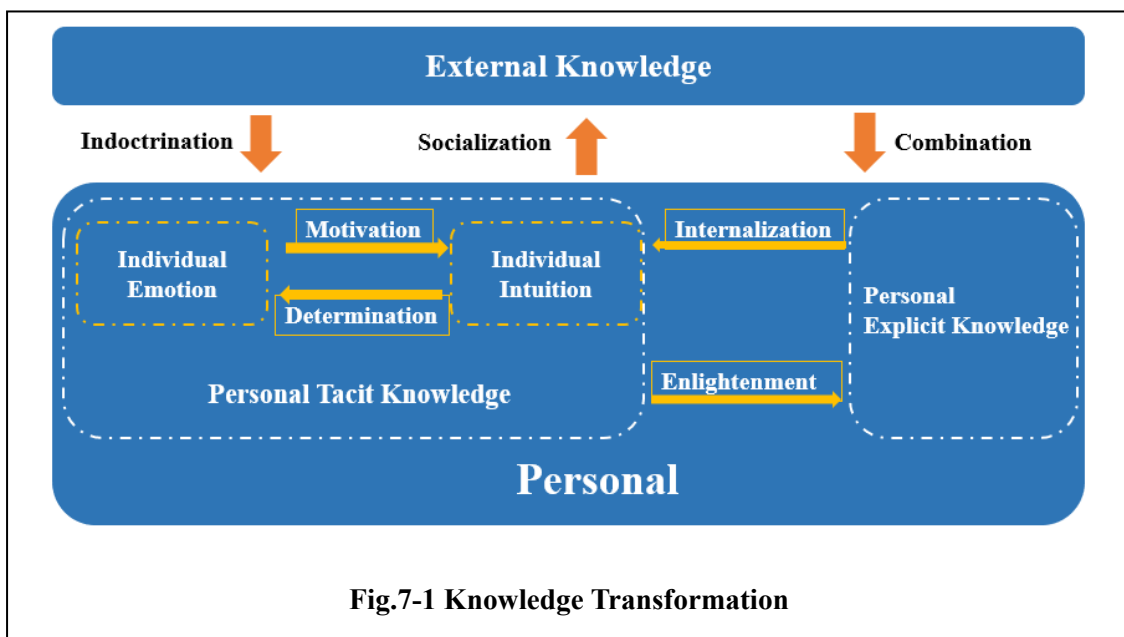 External Knowledge
Indoctrination
Socialization
Combination
Motivation
Internalization
Individual
Emotion
Individual
Intuition
Determination
Personal
Explicit Knowledge
Personal Tacit Knowledge
Enlightenment
Personal
Fig.7-1 Knowledge Transformation